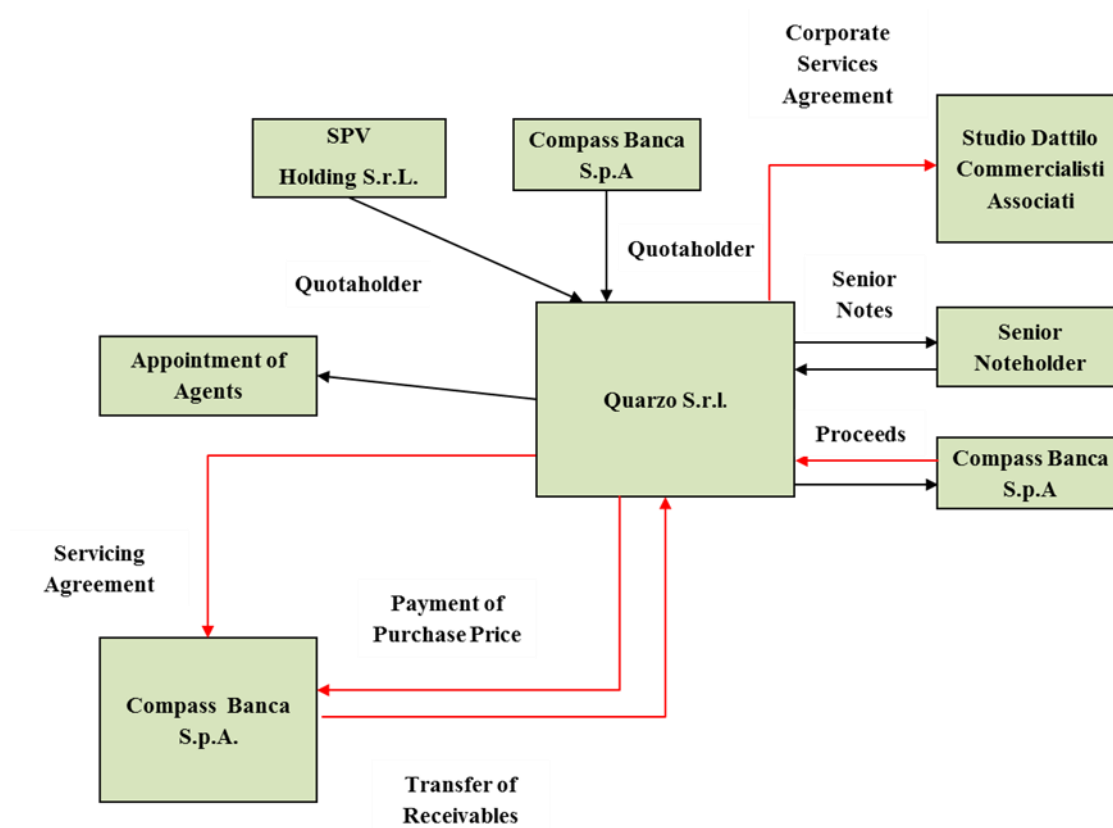 Corporate
Services
Agreement
SPV
Holding S.r.L.
Compass Banca
S.p.A
Studio Dattilo
Commercialisti
Associati
Quotaholder
Quotaholder
Senior
Notes
Appointment of
Agents
Quarzo S.r.l.
Senior
Noteholder
Proceeds
Compass Banca
S.p.A
Servicing
Agreement
Payment of
Purchase Price
Compass Banca
S.p.A.
Transfer of
Receivables